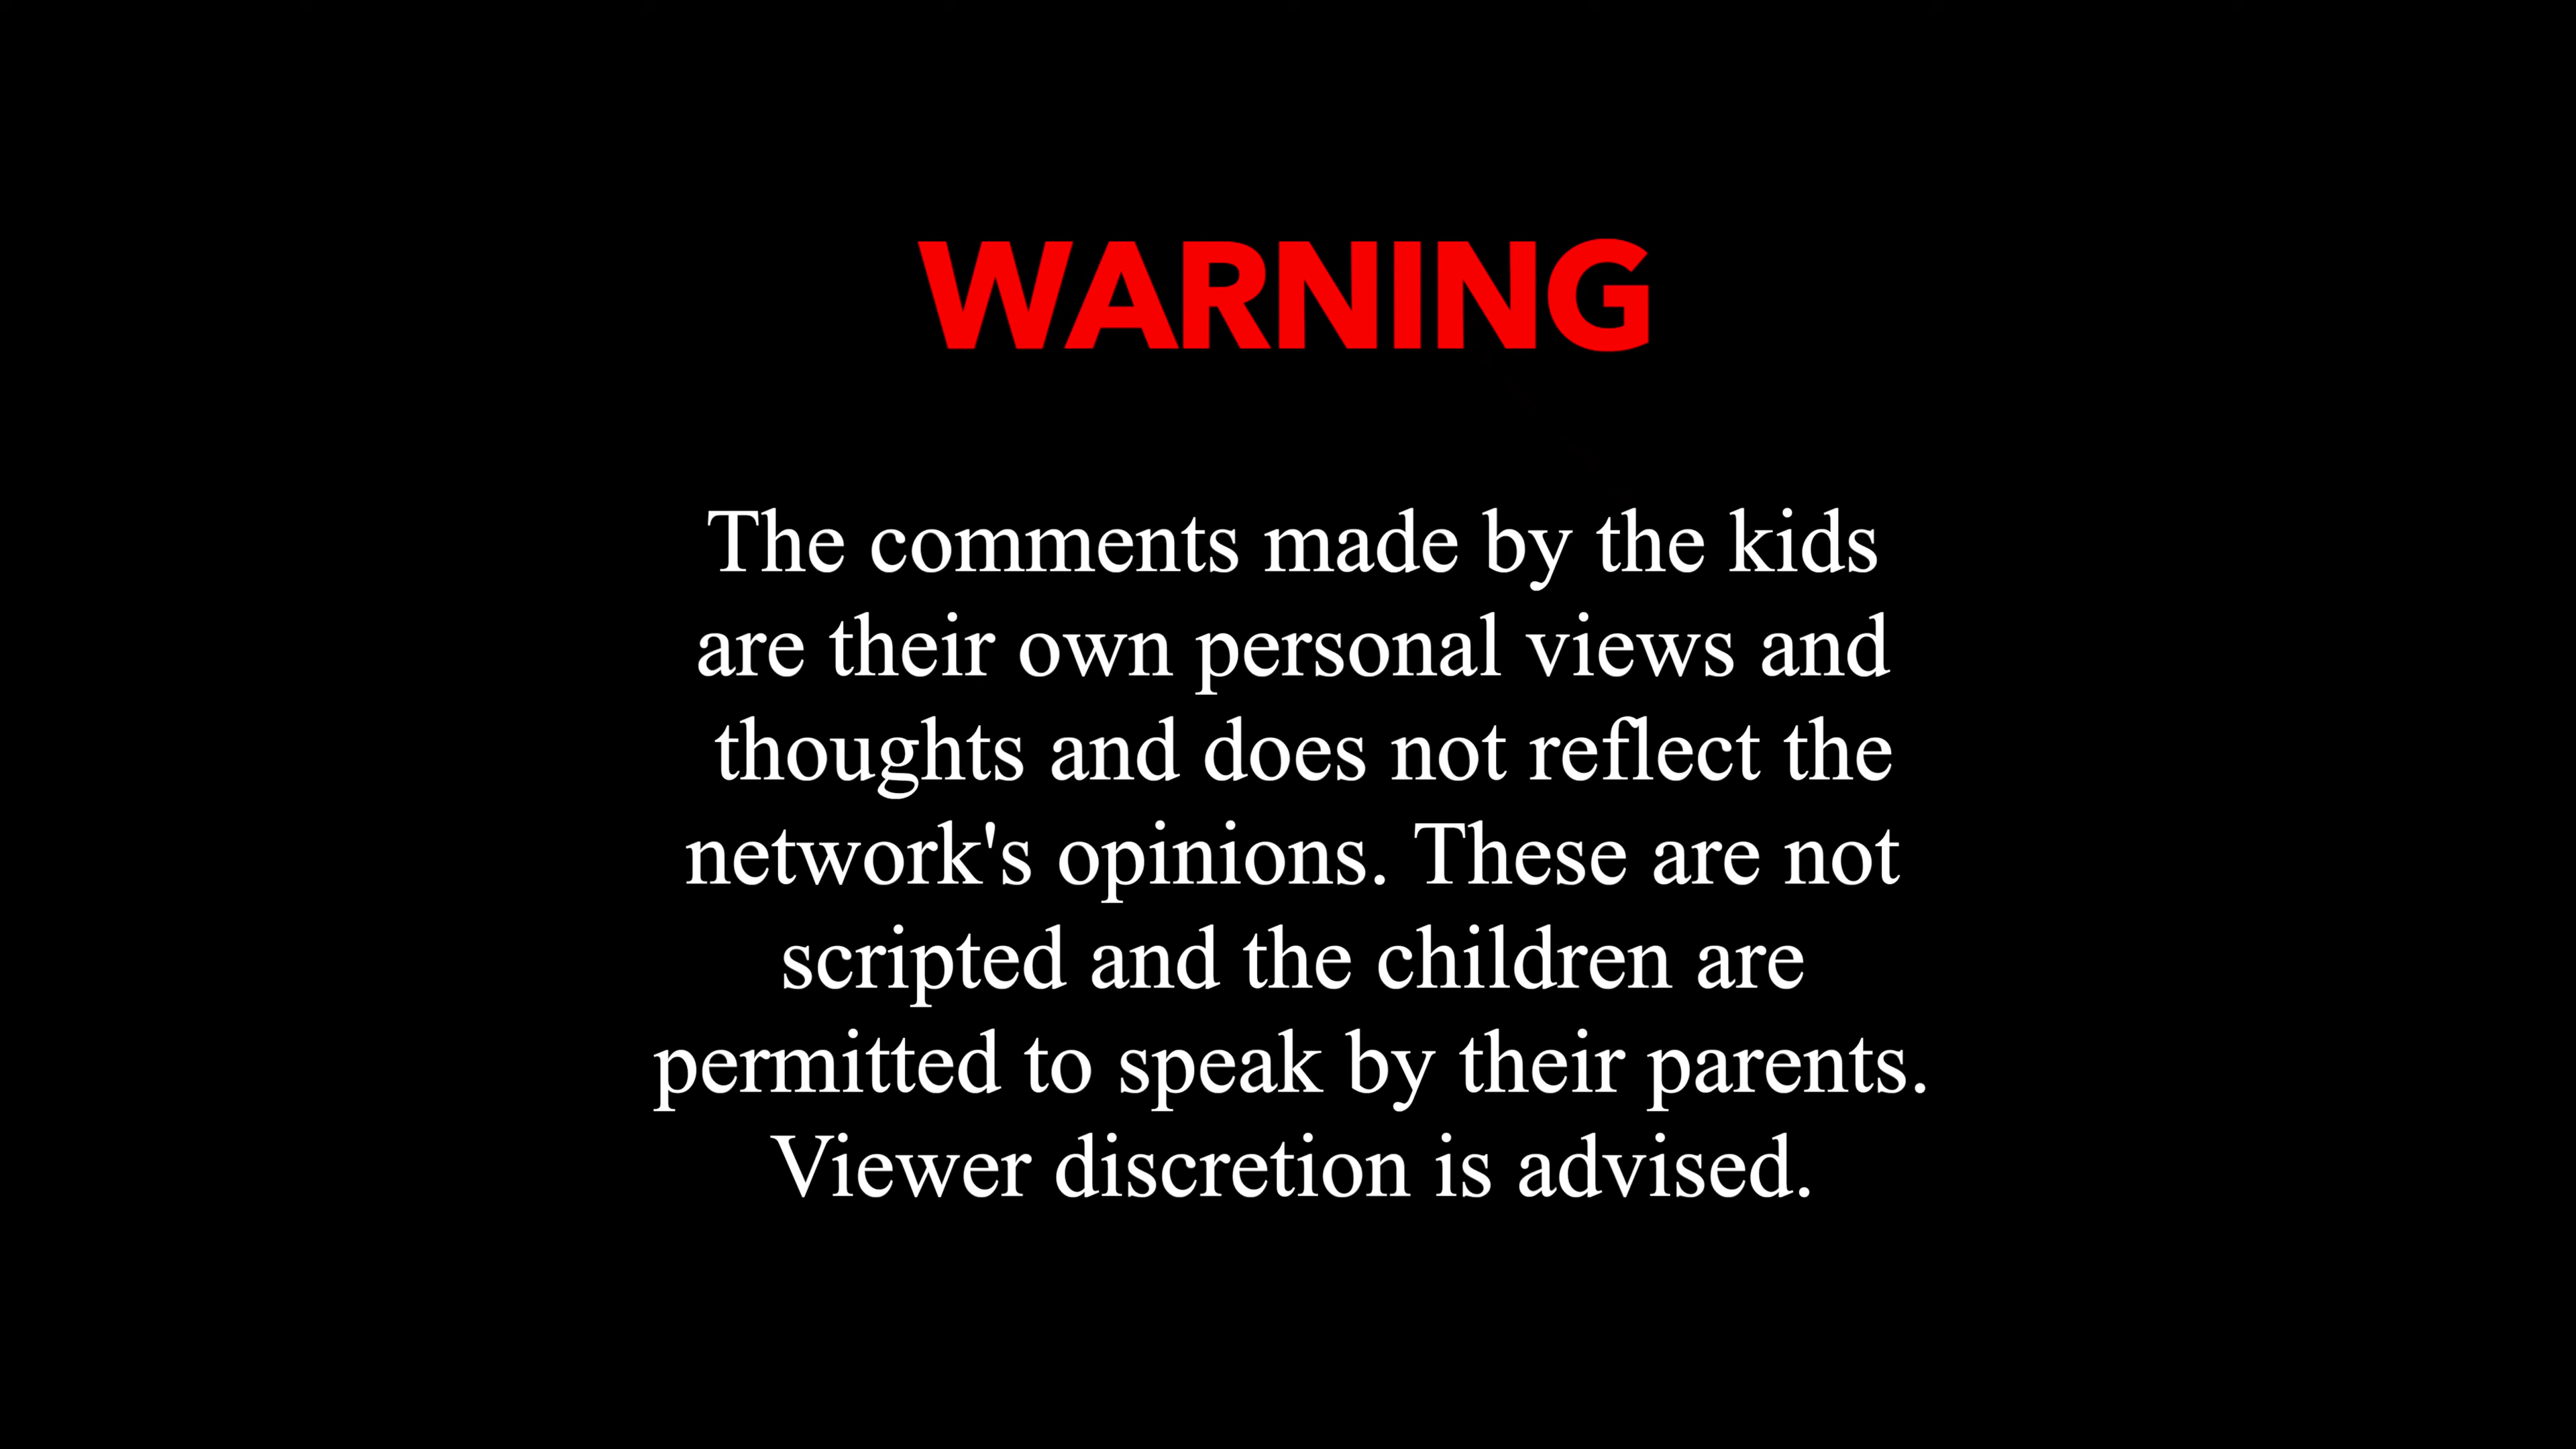 WARNING
The comments made by the kids
are their own personal views and
thoughts and does not reflect the
network's opinions. These are not
scripted and the children are
permitted to speak by their parents.
Viewer discretion is advised.